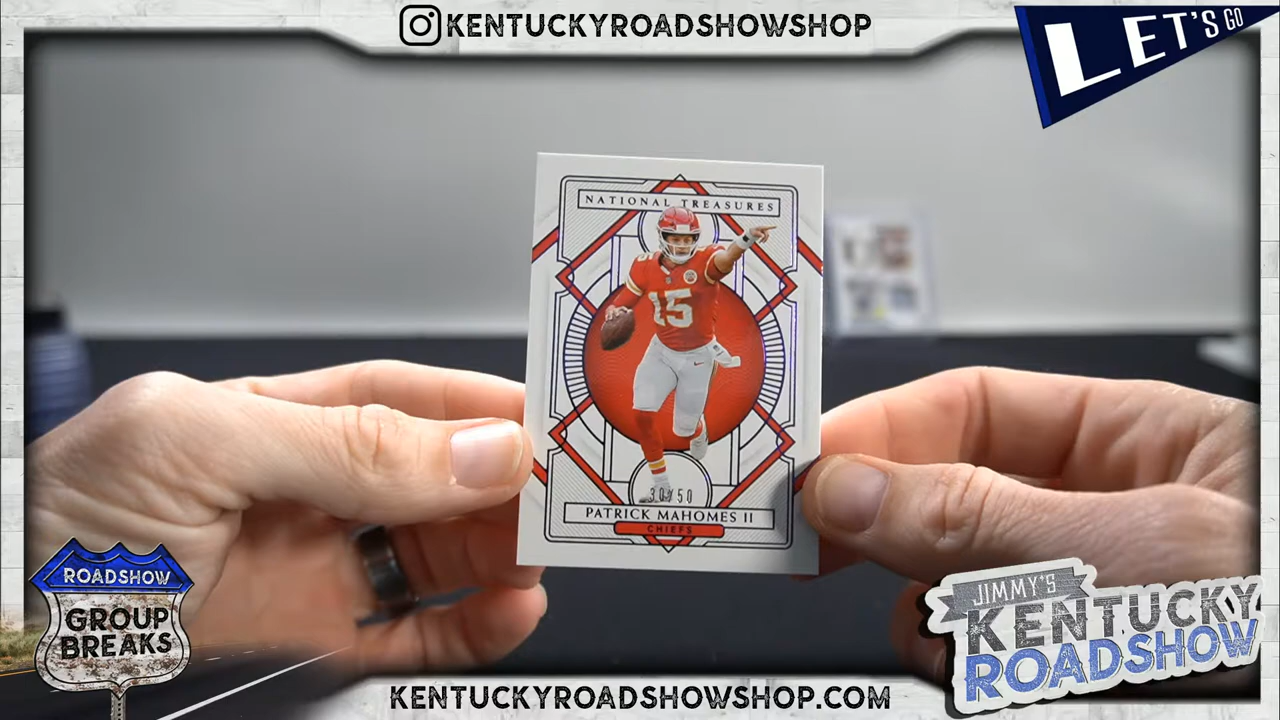 KENTUCKYROADSHOWSHOP
LET'S GO
NATIONAL TREASURES
15
15
30/50
PATRICK MAHOMES II
CHIEFS
ROADSHOW
GROUP
BREAKS
JIMMY'S
KENTUCKY
ROADSHOW
KENTUCKYROADSHOWSHOP.COM